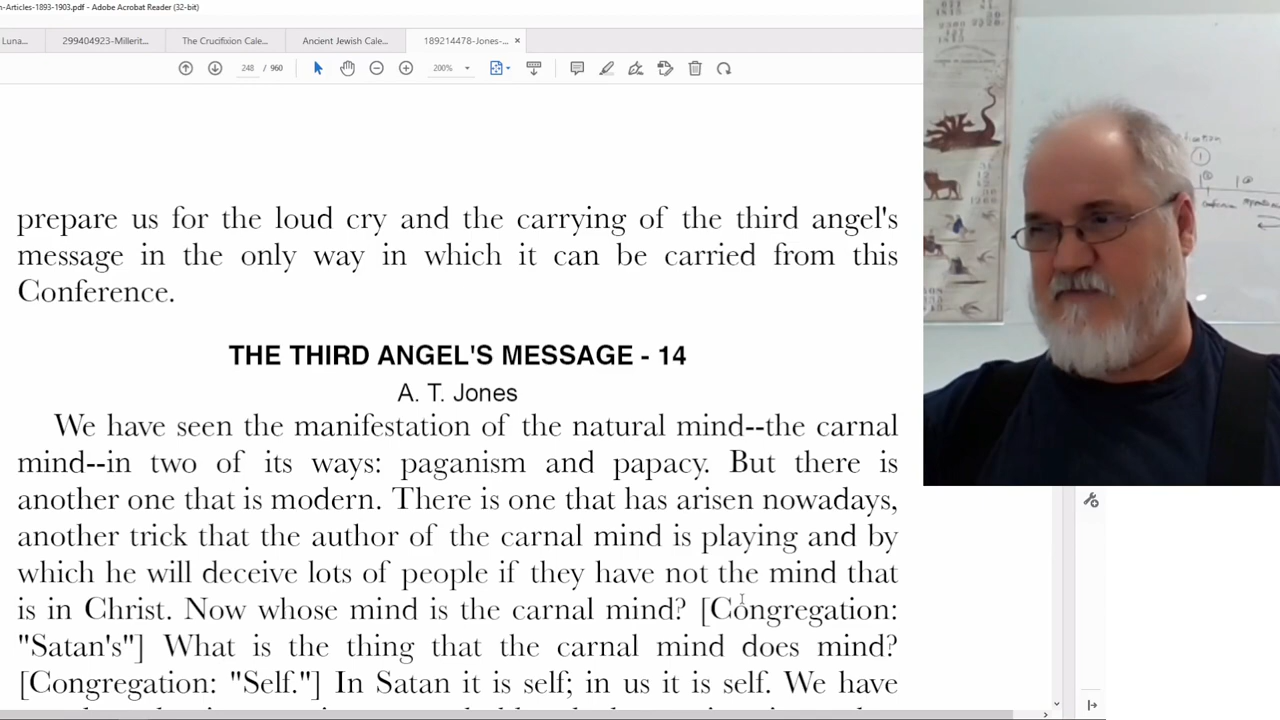 n-Articles-1893-1903.pdf - Adobe Acrobat Reader (32-bit)
Luna...
299404923-Millerit...
The Crucifixion Cale...
Ancient Jewish Cale...
189214478-Jones-...
248 / 960
200%
prepare us for the loud cry and the carrying of the third angel's
message in the only way in which it can be carried from this
Conference.
THE THIRD ANGEL'S MESSAGE - 14
A. T. Jones
We have seen the manifestation of the natural mind--the carnal
mind--in two of its ways: paganism and papacy. But there is
another one that is modern. There is one that has arisen nowadays,
another trick that the author of the carnal mind is playing and by
which he will deceive lots of people if they have not the mind that
is in Christ. Now whose mind is the carnal mind? [Congregation:
"Satan's"] What is the thing that the carnal mind does mind?
[Congregation: "Self."] In Satan it is self; in us it is self. We have